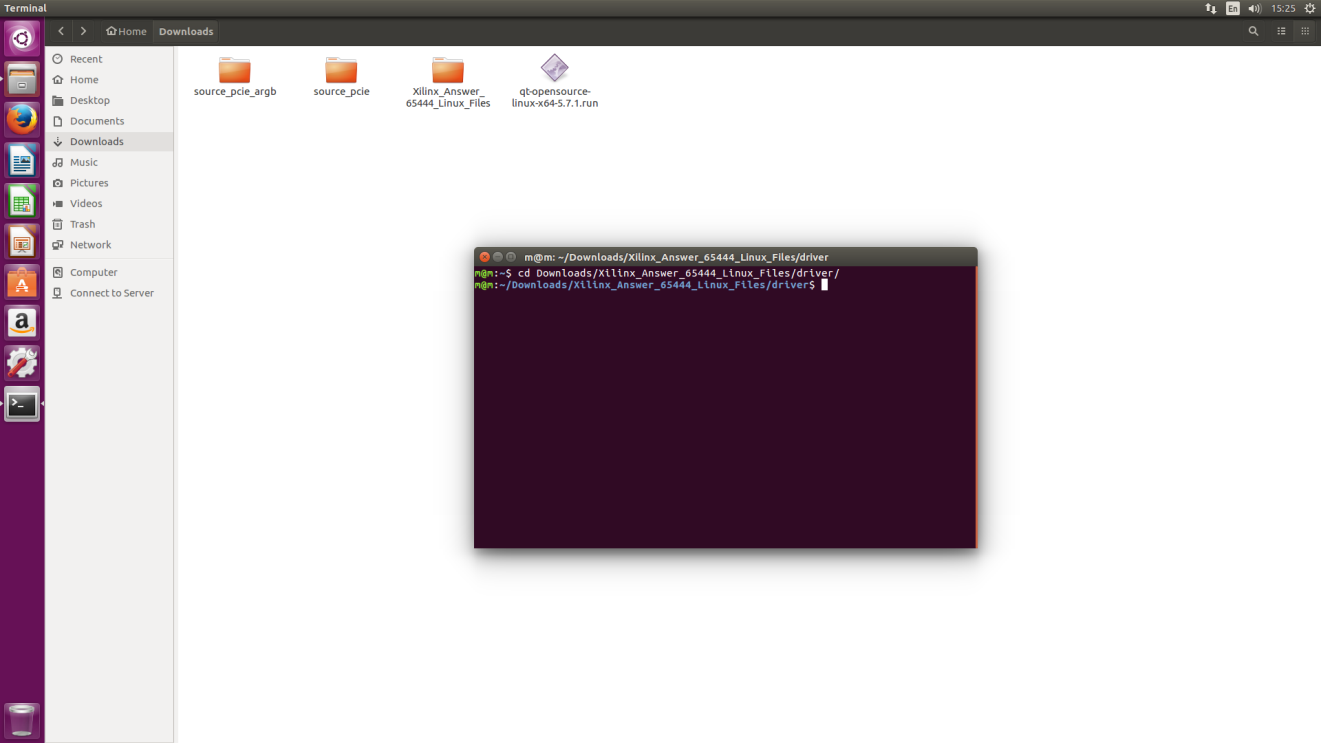 Terminal
En
15:25
Home
Downloads
Recent
Home
Desktop
Documents
Downloads
Music
Pictures
Videos
Trash
Network
Computer
Connect to Server
source_pcie_argb
source_pcie
Xilinx_Answer_
65444_Linux_Files
qt-opensource-
linux-x64-5.7.1.run
m@m: ~/Downloads/Xilinx_Answer_65444_Linux_Files/driver
m@m:~$ cd Downloads/Xilinx_Answer_65444_Linux_Files/driver/
m@m:~/Downloads/Xilinx_Answer_65444_Linux_Files/driver$